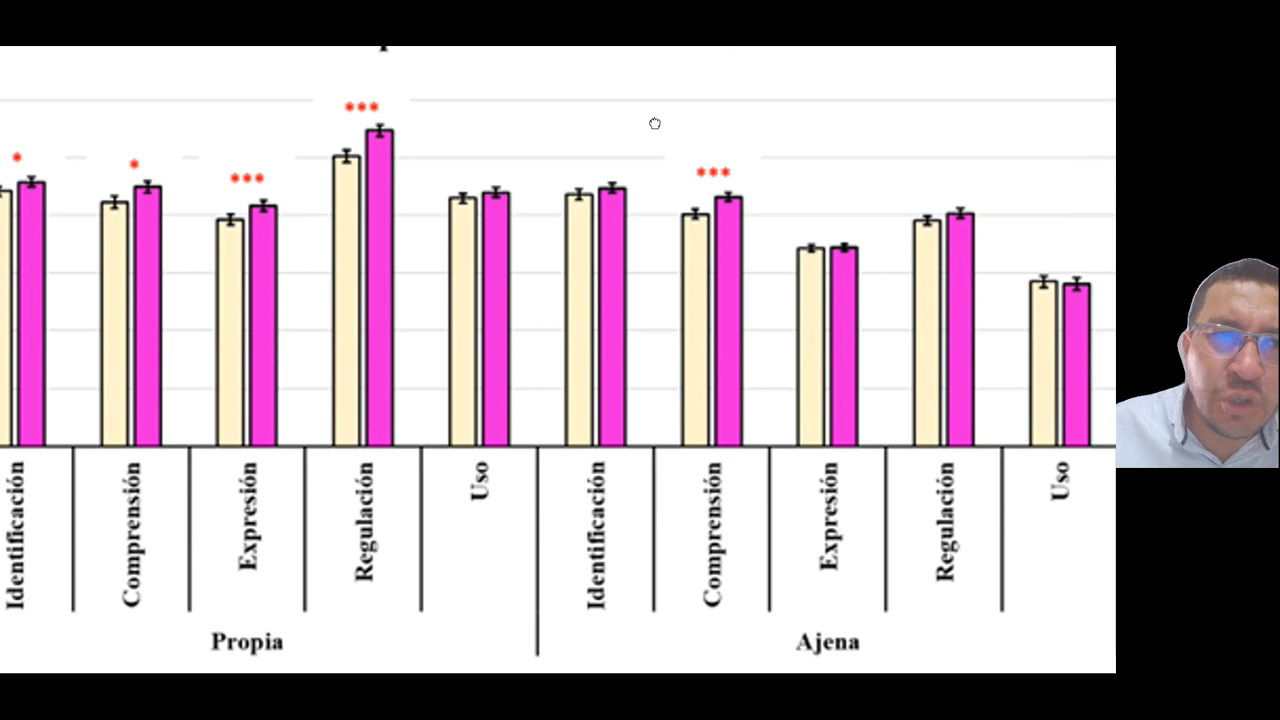 *
*
***
***
***
Identificación
Comprensión
Expresión
Regulación
Uso
Identificación
Comprensión
Expresión
Regulación
Uso
Propia
Ajena